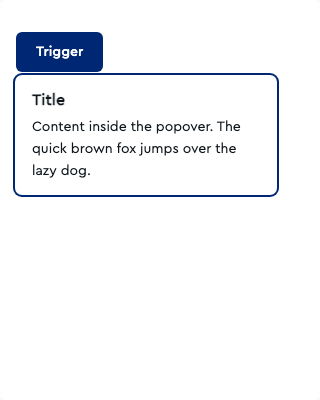 Trigger
Title
Content inside the popover. The
quick brown fox jumps over the
lazy dog.